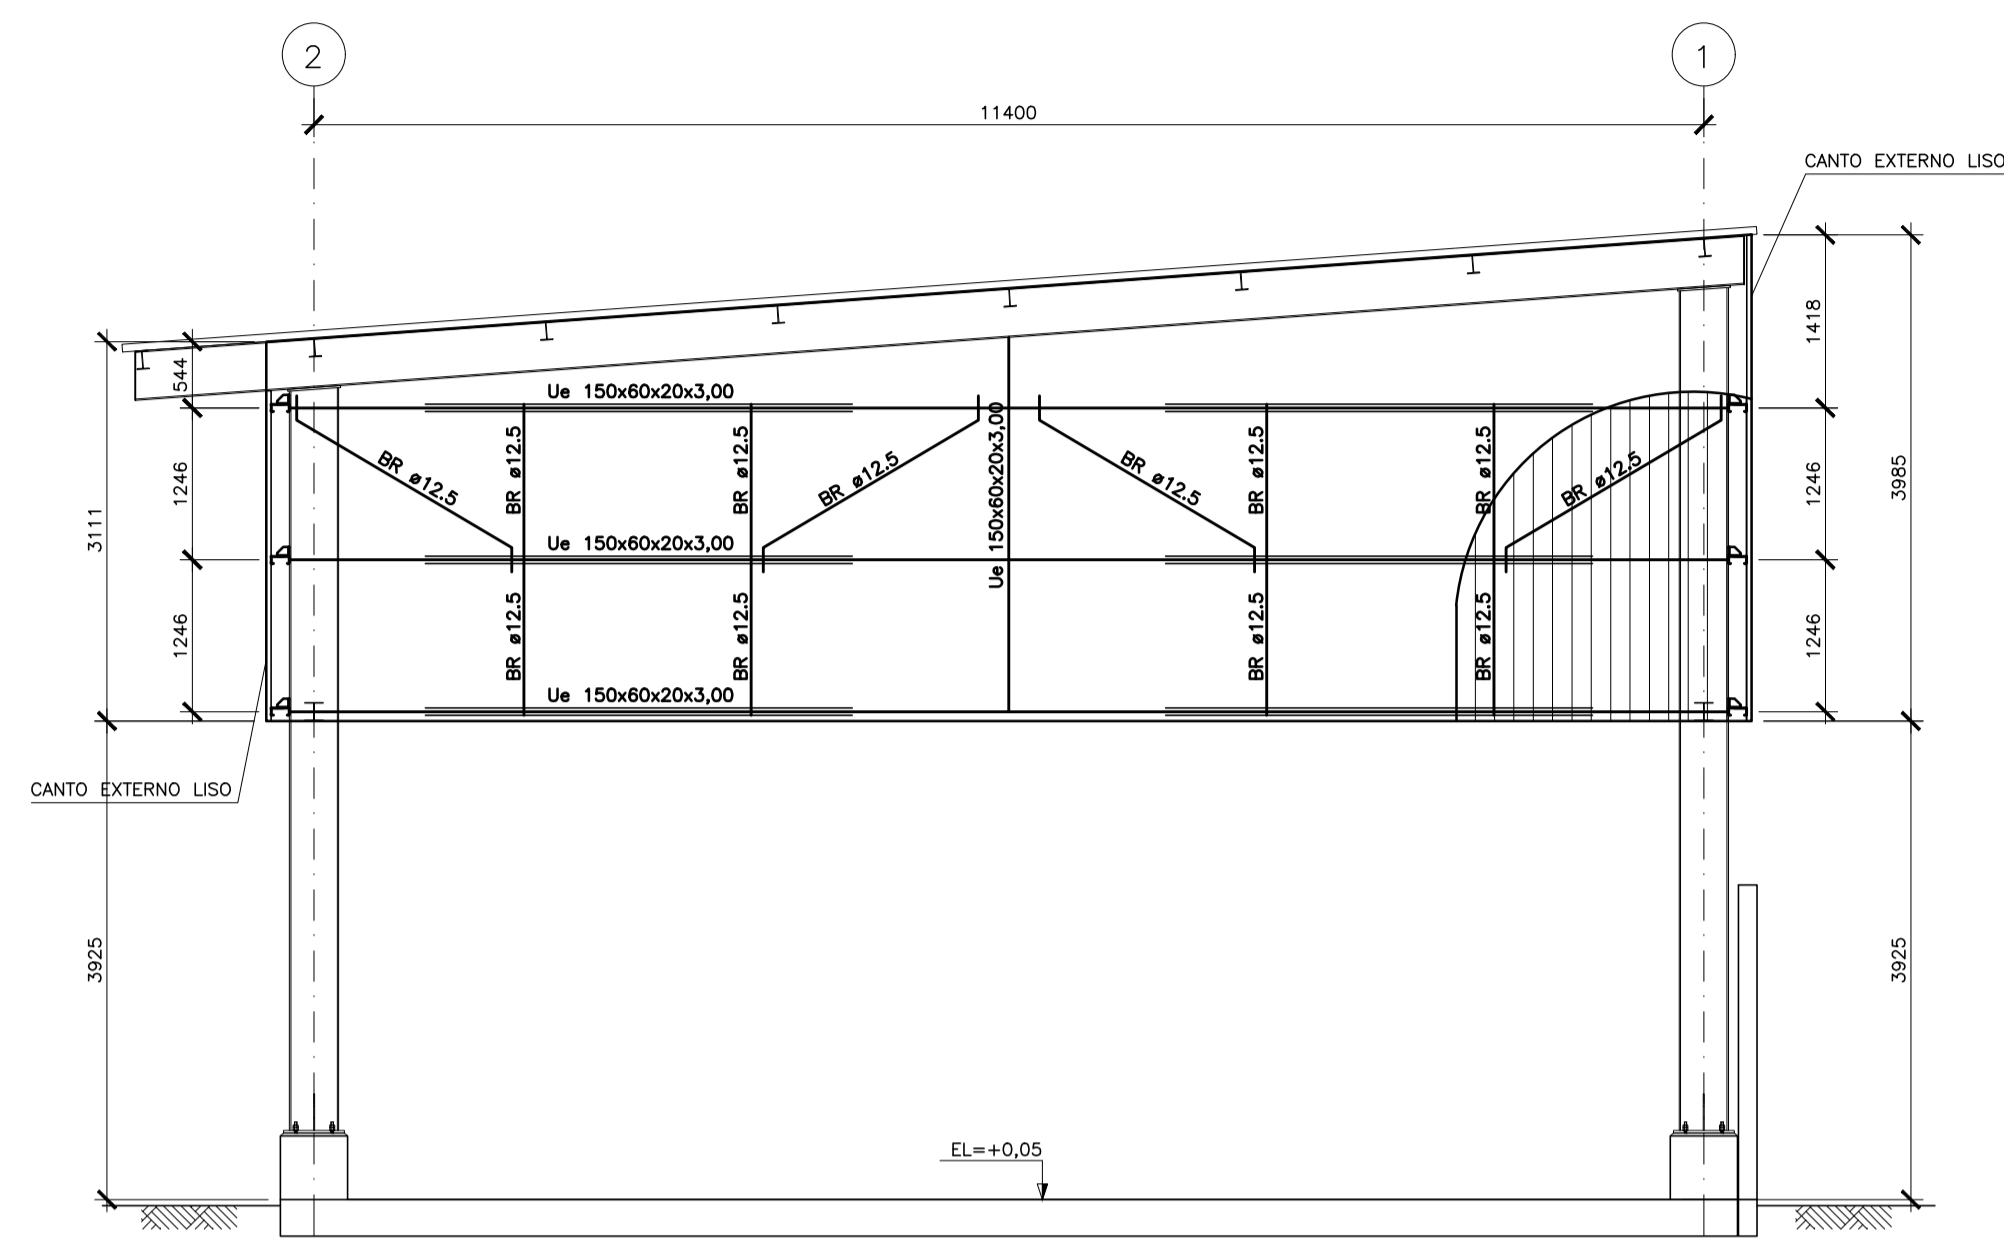 2
1
11400
CANTO EXTERNO LISO
544
1246
1246
3111
3925
1418
1246
1246
3985
3925
Ue 150x60x20x3,00
BR ø12.5
BR ø12.5
BR ø12.5
BR ø12.5
Ue 150x60x20x3,00
BR ø12.5
BR ø12.5
BR ø12.5
BR ø12.5
Ue 150x60x20x3,00
BR ø12.5
BR ø12.5
BR ø12.5
BR ø12.5
Ue 150x60x20x3,00
CANTO EXTERNO LISO
EL=+0,05